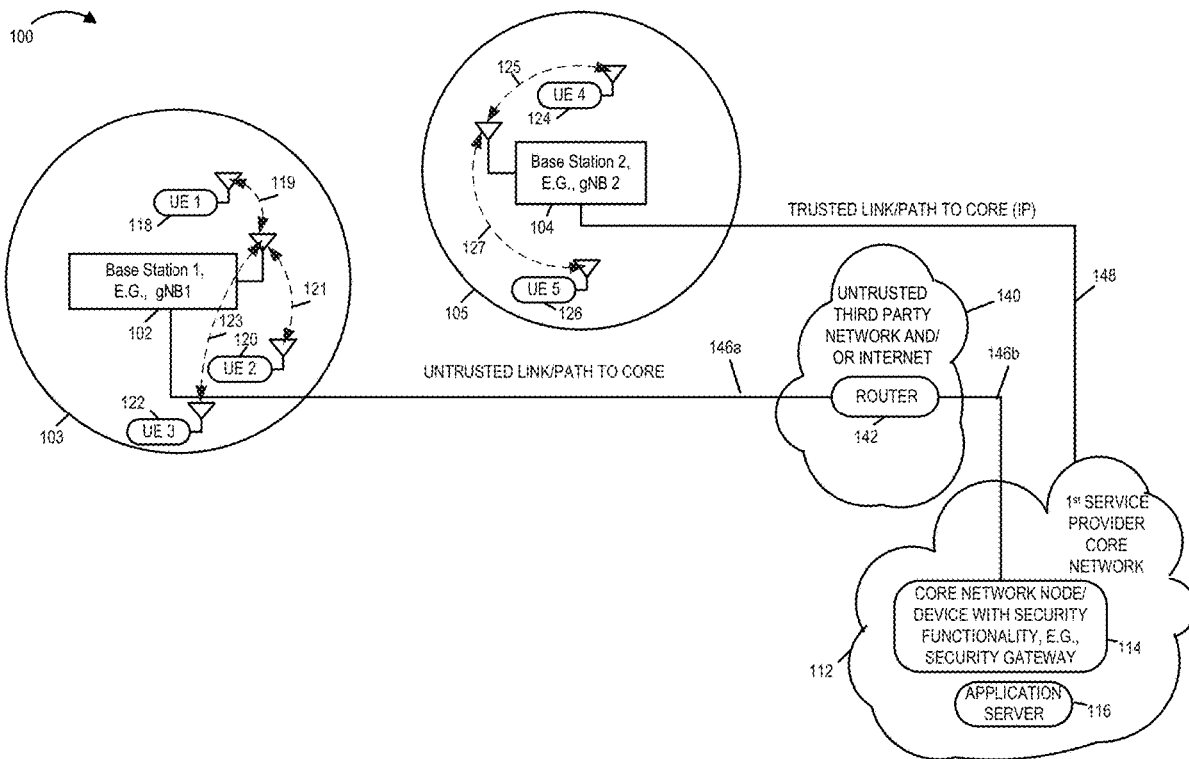 100
125
UE 4
124
Base Station 2,
E.G., gNB 2
104
127
UE 5
126
105
119
UE 1
118
Base Station 1,
E.G., gNB1
102
121
123
120
UE 2
122
UE 3
103
TRUSTED LINK/PATH TO CORE (IP)
148
UNTRUSTED
THIRD PARTY
NETWORK AND/
OR INTERNET
140
146a
146b
UNTRUSTED LINK/PATH TO CORE
ROUTER
142
1st SERVICE
PROVIDER
CORE
NETWORK
CORE NETWORK NODE/
DEVICE WITH SECURITY
FUNCTIONALITY, E.G.,
SECURITY GATEWAY
114
112
APPLICATION
SERVER
116